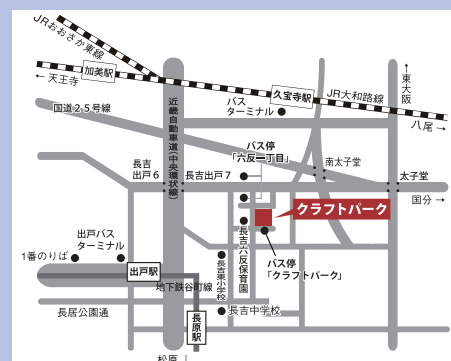 JRおおさか東線
加美駅
← 天王寺
国道25号線
久宝寺駅
JR大和路線
バス
ターミナル
↑
東大阪
八尾 →
近畿自動車道(中央環状線)
バス停
「六反一丁目」
南太子堂
長吉
出戸6
長吉出戸7
太子堂
国分 →
クラフトパーク
長吉六反保育園
出戸バス
ターミナル
1番のりば
バス停
「クラフトパーク」
出戸駅
長吉東小学校
地下鉄谷町線
長居公園通
長原駅
長吉中学校
松原 ↓